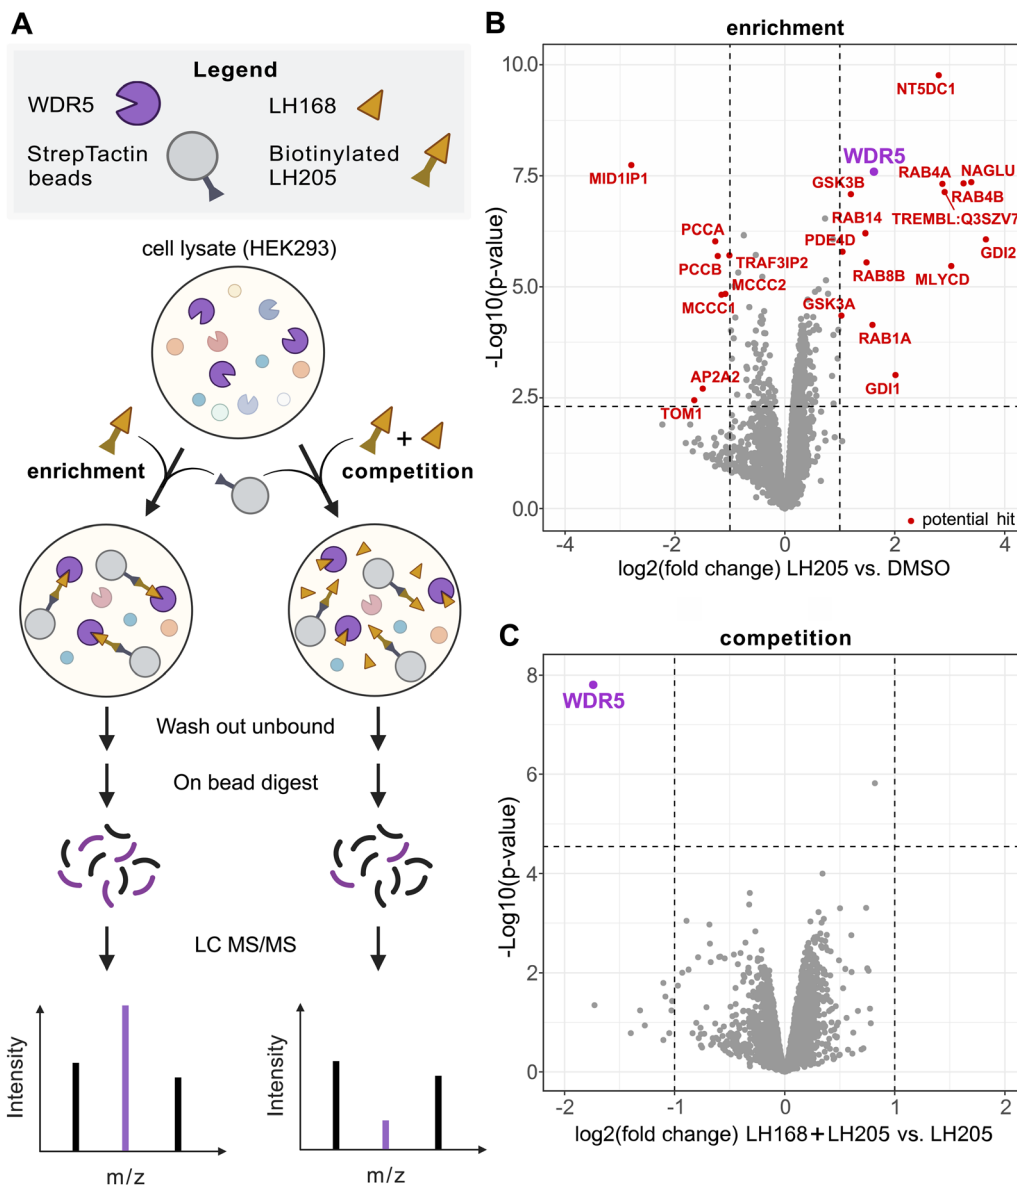 A
Legend
WDR5
LH168
StrepTactin
beads
Biotinylated
LH205
cell lysate (HEK293)
enrichment
+
competition
Wash out unbound
On bead digest
LC MS/MS
Intensity
m/z
Intensity
m/z
B
enrichment
-Log10(p-value)
10.0
7.5
5.0
2.5
0.0
NT5DC1
WDR5
MID1IP1
GSK3B
RAB4A
NAGLU
RAB4B
TREMBL:Q3SZV7
RAB14
PCCA
PDE4D
GDI2
PCCB
TRAF3IP2
RAB8B
MLYCD
MCCC2
MCCC1
GSK3A
RAB1A
AP2A2
GDI1
TOM1
potential hit
-4
-2
0
2
4
log2(fold change) LH205 vs. DMSO
C
competition
-Log10(p-value)
8
6
4
2
0
WDR5
-2
-1
0
1
2
log2(fold change) LH168+LH205 vs. LH205